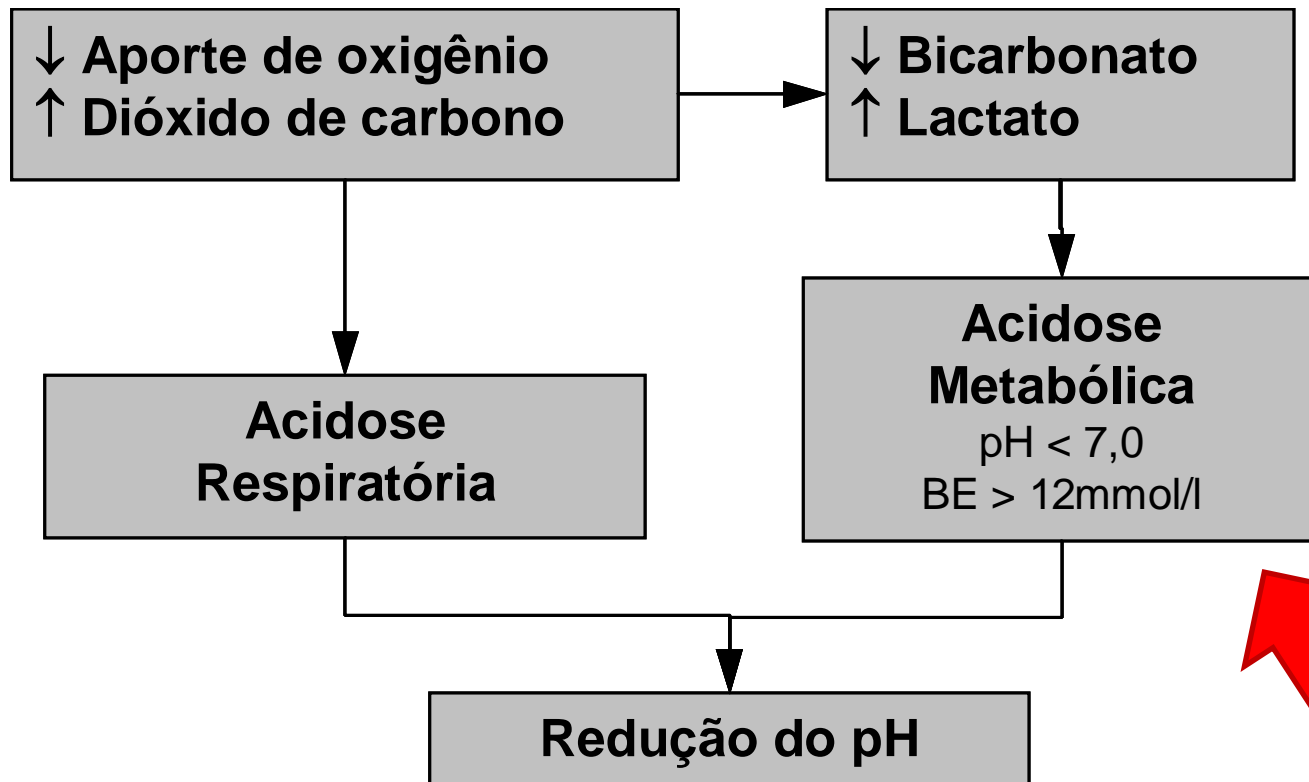 ↓ Aporte de oxigênio
↑ Dióxido de carbono
↓ Bicarbonato
↑ Lactato
Acidose
Respiratória
Acidose
Metabólica
pH < 7,0
BE > 12mmol/l
Redução do pH